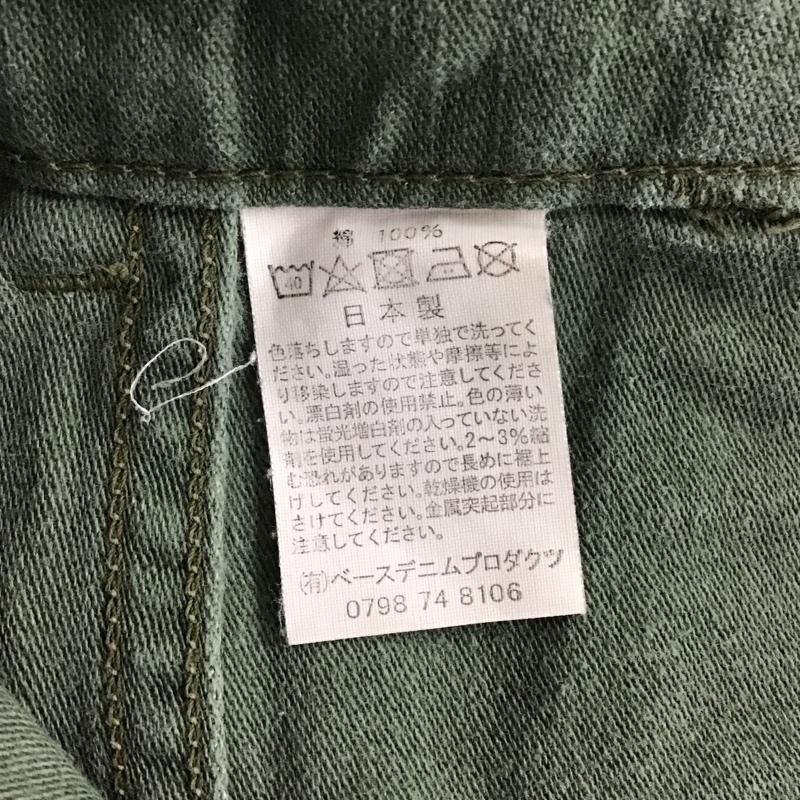 綿 100%
40
日本製
色落ちしますので単独で洗ってく
ださい。湿った状態や摩擦等によ
り移染しますので注意してくださ
い。漂白剤の使用禁止。色の薄い
物は蛍光増白剤の入っていない洗
剤を使用してください。2～3%縮
む恐れがありますので長めに裾上
げしてください。乾燥機の使用は
さけてください。金属突起部分に
注意してください。
(有)ベースデニムプロダクツ
0798 74 8106